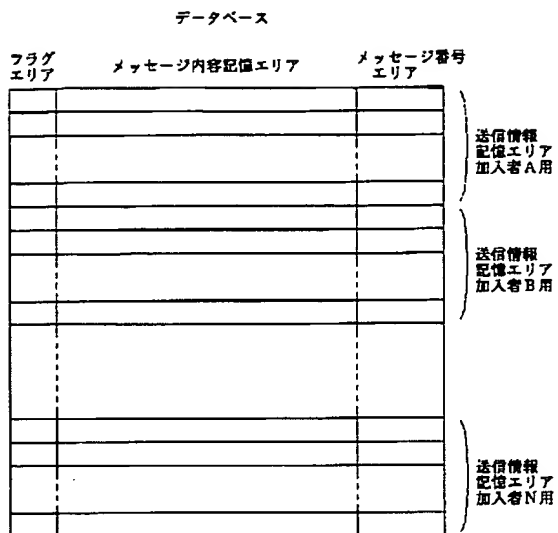 データベース
フラグ
エリア
メッセージ内容記憶エリア
メッセージ番号
エリア
送信情報
記憶エリア
加入者A用
送信情報
記憶エリア
加入者B用
送信情報
記憶エリア
加入者N用